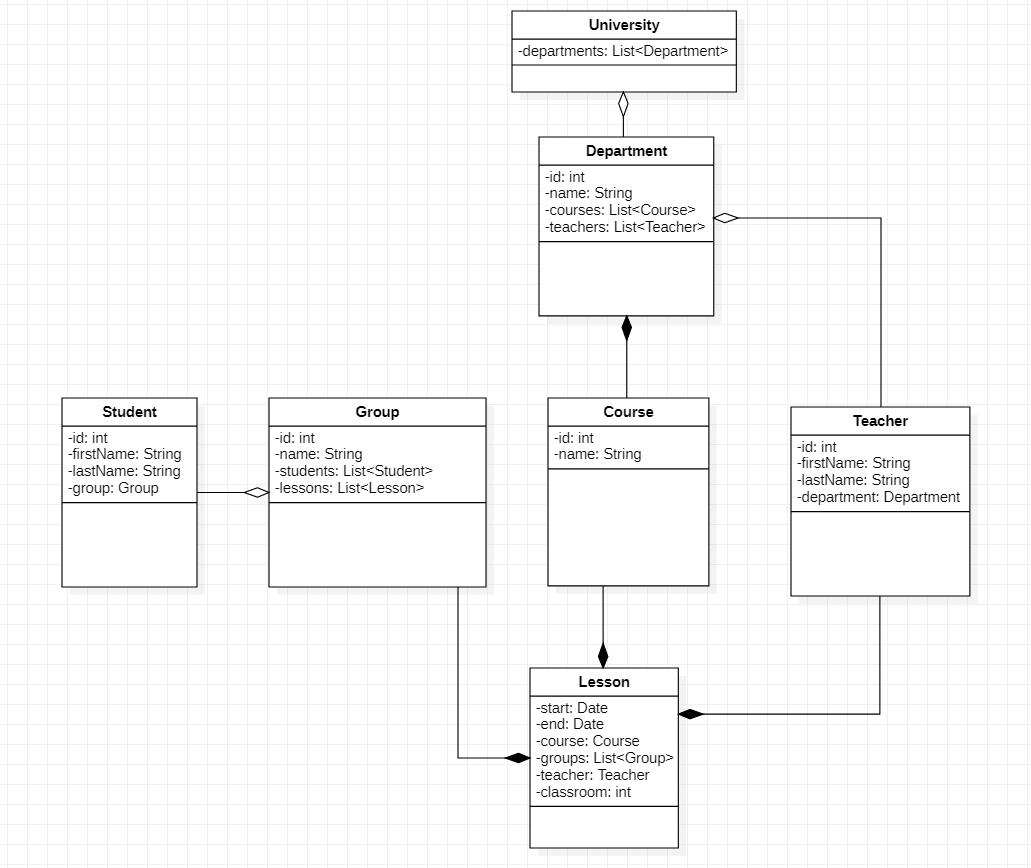 University
-departments: List<Department>
Department
-id: int
-name: String
-courses: List<Course>
-teachers: List<Teacher>
Student
-id: int
-firstName: String
-lastName: String
-group: Group
Group
-id: int
-name: String
-students: List<Student>
-lessons: List<Lesson>
Course
-id: int
-name: String
Teacher
-id: int
-firstName: String
-lastName: String
-department: Department
Lesson
-start: Date
-end: Date
-course: Course
-groups: List<Group>
-teacher: Teacher
-classroom: int